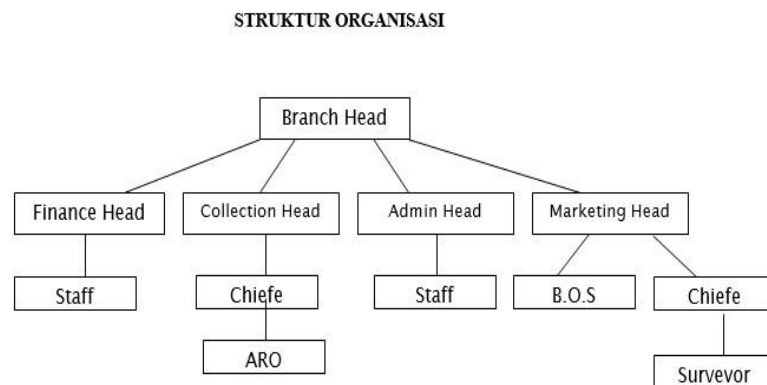 STRUKTUR ORGANISASI
Branch Head
Finance Head
Collection Head
Admin Head
Marketing Head
Staff
Chiefe
Staff
B.O.S
Chiefe
ARO
Surveyor